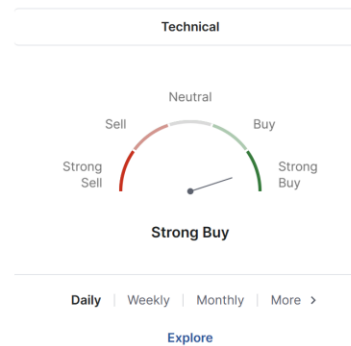 Technical
Neutral
Sell
Buy
Strong
Sell
Strong
Buy
Strong Buy
Daily
Weekly
Monthly
More >
Explore